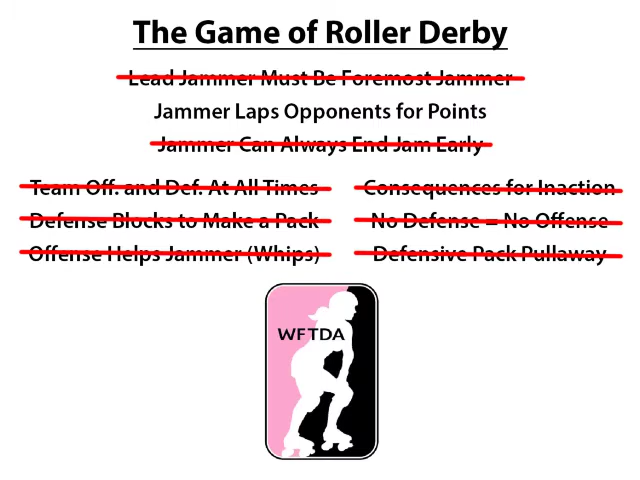 The Game of Roller Derby
Lead Jammer Must Be Foremost Jammer
Jammer Laps Opponents for Points
Jammer Can Always End Jam Early
Team Off. and Def. At All Times
Defense Blocks to Make a Pack
Offense Helps Jammer (Whips)
Consequences for Inaction
No Defense = No Offense
Defensive Pack Pullaway
WFTDA